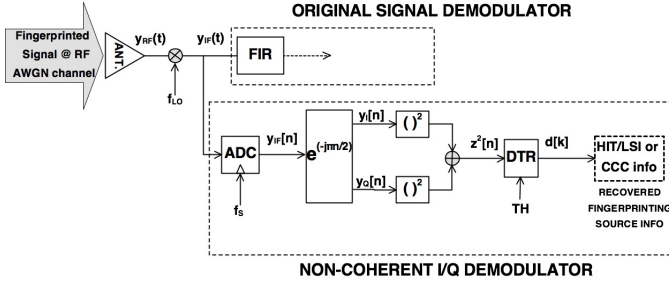 ORIGINAL SIGNAL DEMODULATOR
Fingerprinted
Signal @ RF
AWGN channel
ANT.
yRF(t)
yIF(t)
FIR
fLO
ADC
yIF[n]
e(-jπn/2)
yI[n]
( )2
yQ[n]
( )2
z2[n]
DTR
d[k]
HIT/LSI or
CCC info
fS
TH
RECOVERED
FINGERPRINTING
SOURCE INFO
NON-COHERENT I/Q DEMODULATOR